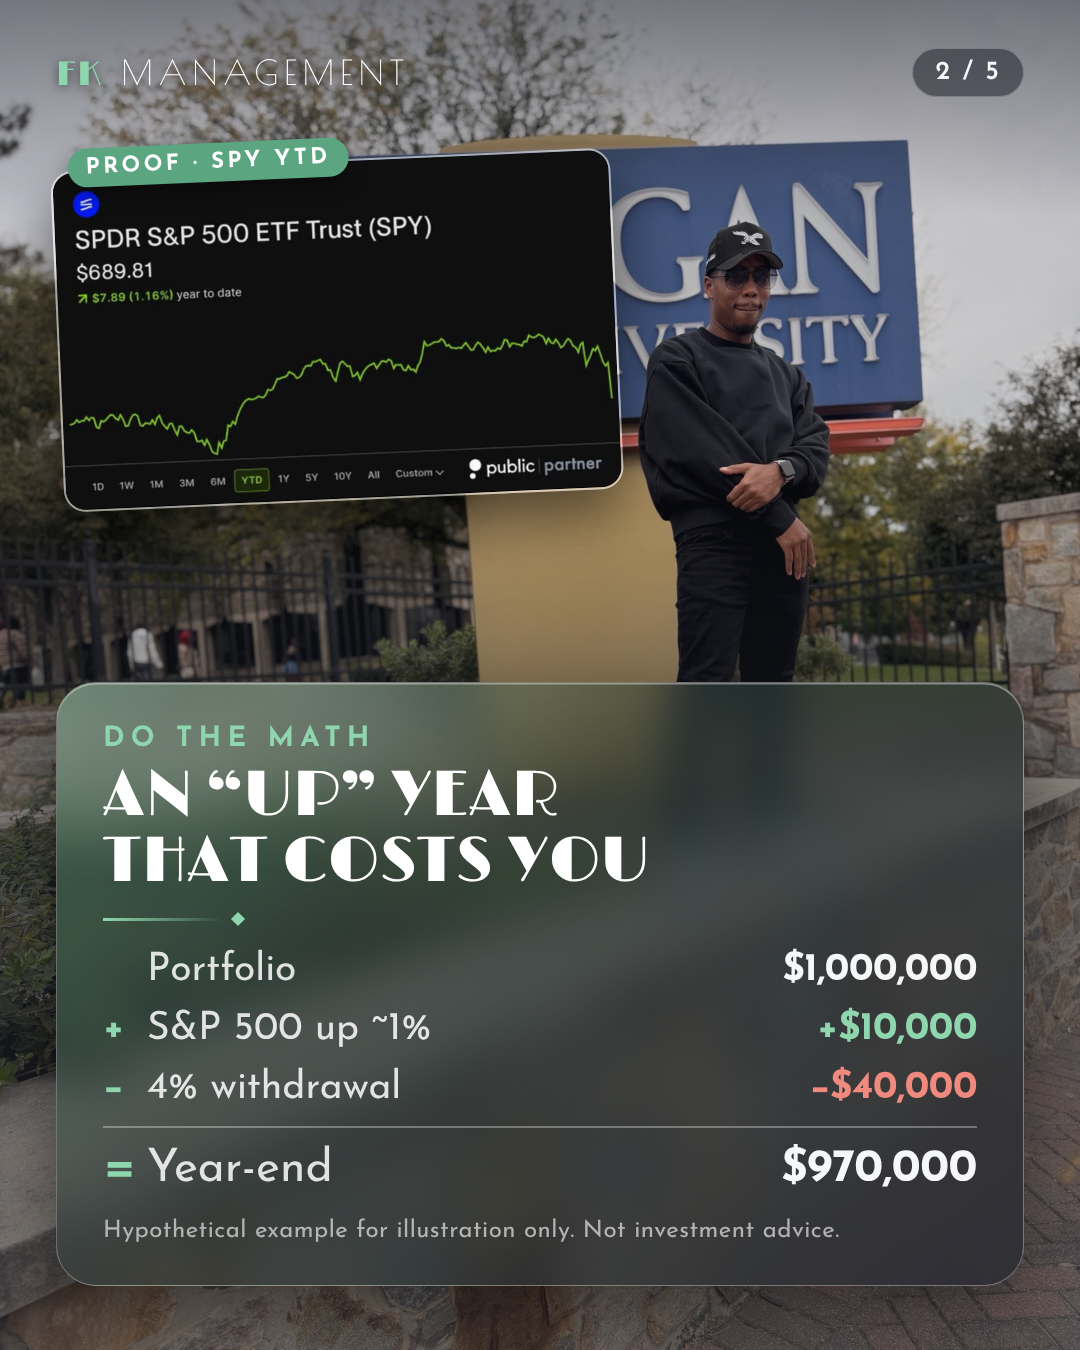 FK MANAGEMENT
2 / 5
PROOF · SPY YTD
SPDR S&P 500 ETF Trust (SPY)
$689.81
$7.89 (1.16%) year to date
1D 1W 1M 3M 6M YTD 1Y 5Y 10Y All Custom
public | partner
GAN
VERSITY
DO THE MATH
AN “UP” YEAR
THAT COSTS YOU
Portfolio $1,000,000
+ S&P 500 up ~1% +$10,000
– 4% withdrawal –$40,000
= Year-end $970,000
Hypothetical example for illustration only. Not investment advice.